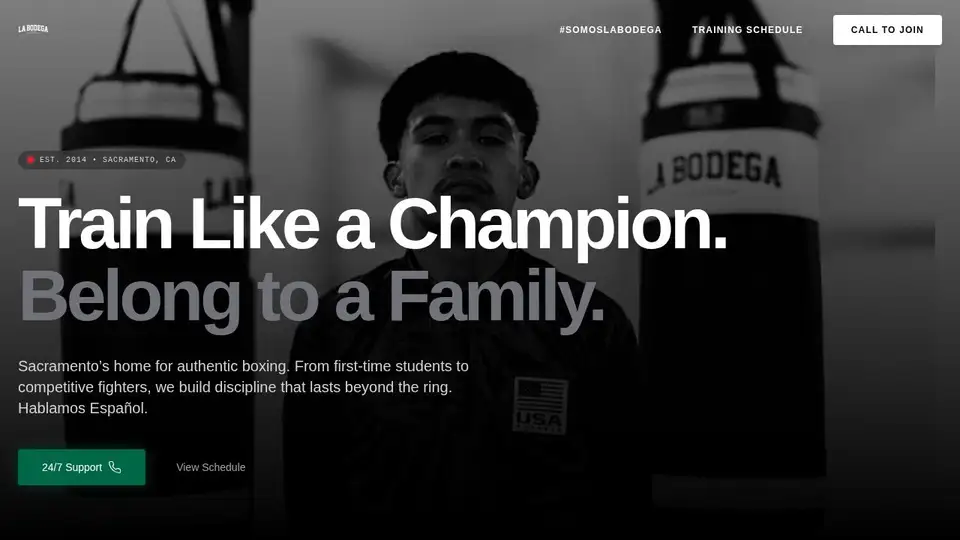 LA BODEGA
#SOMOSLABODEGA
TRAINING SCHEDULE
CALL TO JOIN
LA BODEGA
EST. 2014 • SACRAMENTO, CA
Train Like a Champion.
Belong to a Family.
Sacramento's home for authentic boxing. From first-time students to
competitive fighters, we build discipline that lasts beyond the ring.
Hablamos Español.
USA
24/7 Support
View Schedule